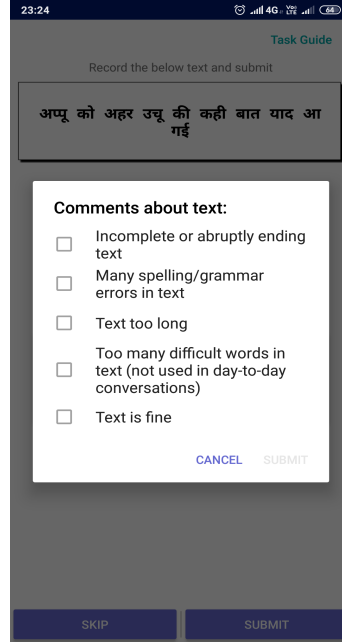 23:24
4G Vo) LTE 64
Task Guide
Record the below text and submit
अप्पू को अहर उचू की कही बात याद आ
गई
Comments about text:
Incomplete or abruptly ending
text
Many spelling/grammar
errors in text
Text too long
Too many difficult words in
text (not used in day-to-day
conversations)
Text is fine
CANCEL SUBMIT
SKIP SUBMIT